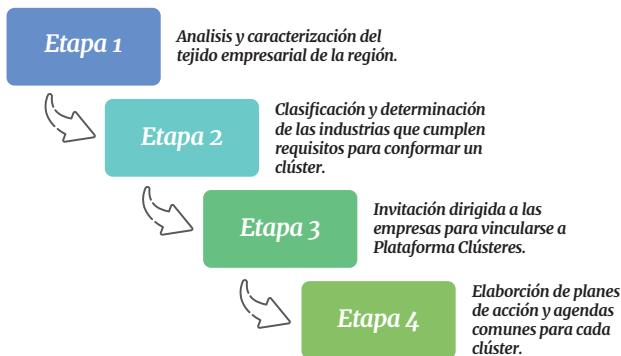 Etapa 1
Analisis y caracterización del
tejido empresarial de la región.
Etapa 2
Clasificación y determinación
de las industrias que cumplen
requisitos para conformar un
clúster.
Etapa 3
Invitación dirigida a las
empresas para vincularse a
Plataforma Clústeres.
Etapa 4
Elaborción de planes
de acción y agendas
comunes para cada
clúster.